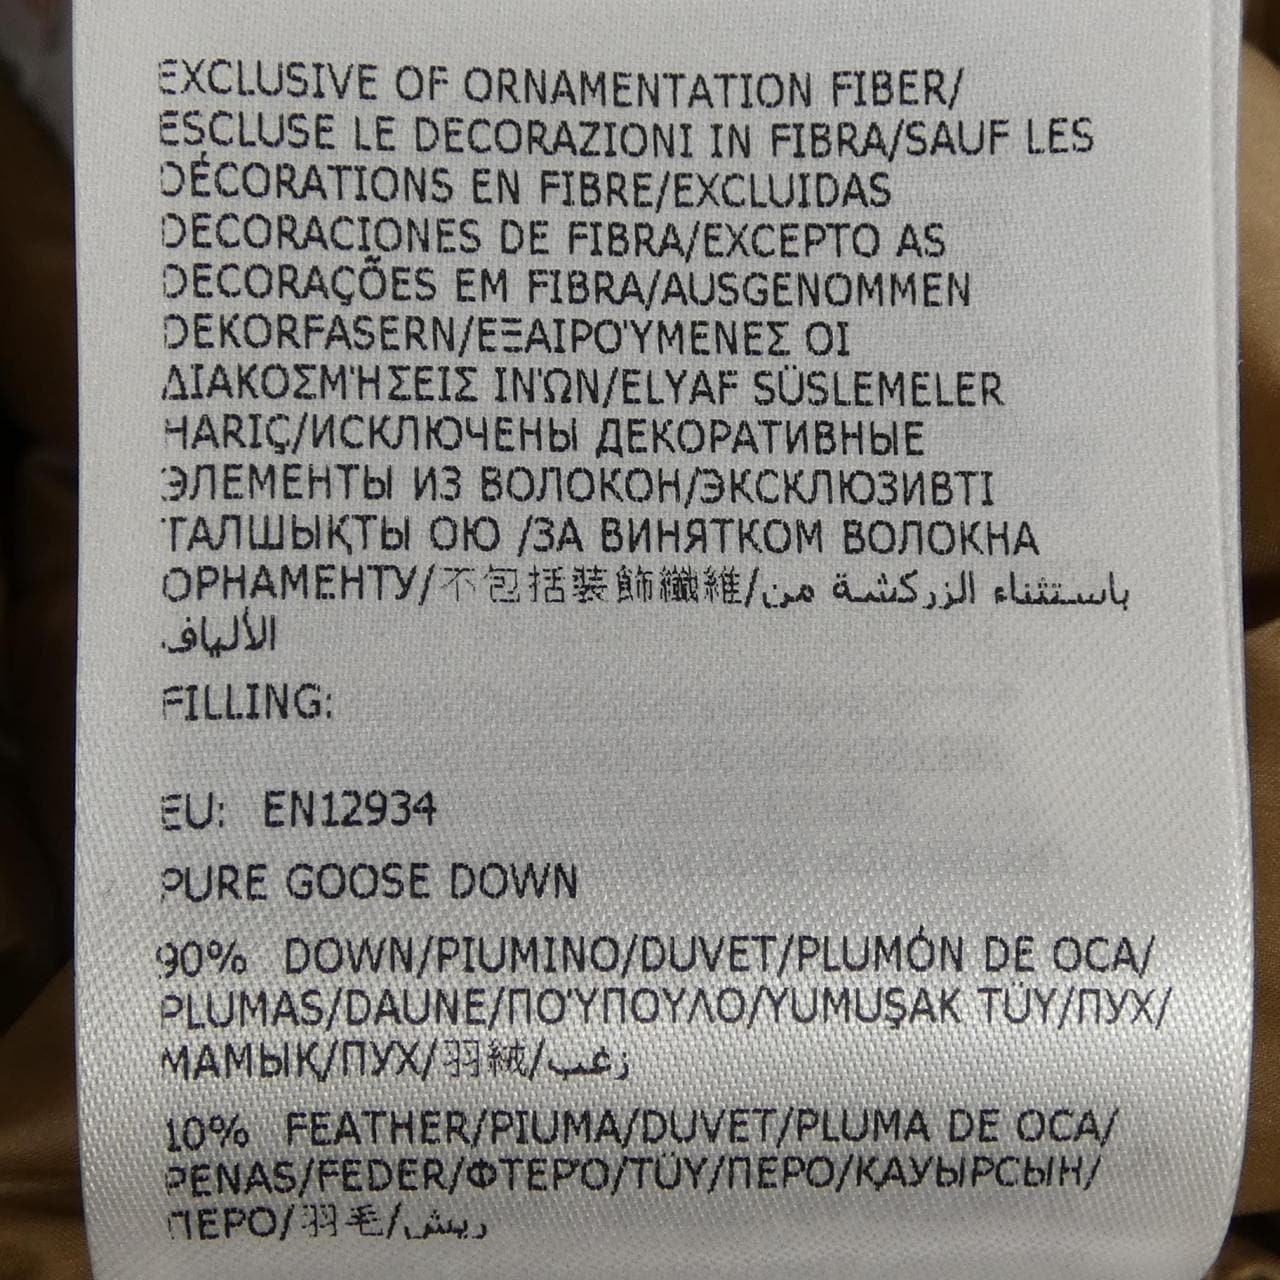 EXCLUSIVE OF ORNAMENTATION FIBER/
ESCLUSE LE DECORAZIONI IN FIBRA/SAUF LES
DÉCORATIONS EN FIBRE/EXCLUIDAS
DECORACIONES DE FIBRA/EXCEPTO AS
DECORAÇÕES EM FIBRA/AUSGENOMMEN
DEKORFASERN/ΕΞΑΙΡΟΎΜΕΝΕΣ ΟΙ
ΔΙΑΚΟΣΜΉΣΕΙΣ ΙΝΏΝ/ELYAF SÜSLEMELER
HARIÇ/ИСКЛЮЧЕНЫ ДЕКОРАТИВНЫЕ
ЭЛЕМЕНТЫ ИЗ ВОЛОКОН/ЭКСКЛЮЗИВТІ
ТАЛШЫҚТЫ ОЮ /ЗА ВИНЯТКОМ ВОЛОКНА
ОРНАМЕНТУ/不包括裝飾纖維/باستثناء الزركشة من
الألياف.
FILLING:
EU: EN12934
PURE GOOSE DOWN
90% DOWN/PIUMINO/DUVET/PLUMÓN DE OCA/
PLUMAS/DAUNE/ΠΟΎΠΟΥΛΟ/YUMUŞAK TÜY/ПУХ/
МАМЫҚ/ПУХ/羽絨/زغب
10% FEATHER/PIUMA/DUVET/PLUMA DE OCA/
PENAS/FEDER/ΦΤΕΡΌ/TÜY/ПЕРО/ҚАУЫРСЫН/
ПЕРО/羽毛/ريش